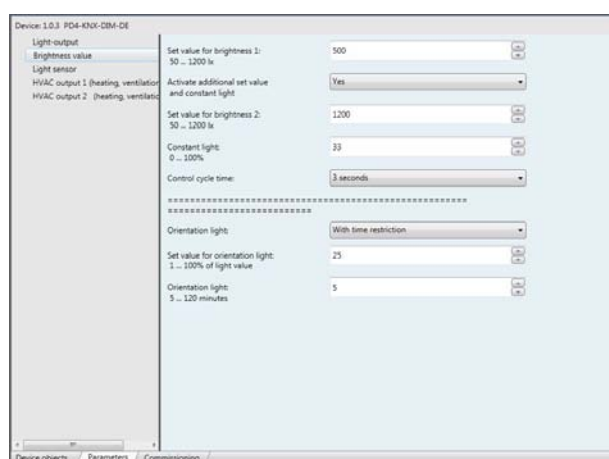 Device: 1.0.3 PD4-KNX-DIM-DE
Light-output
Brightness value
Light sensor
HVAC output 1 (heating, ventilation
HVAC output 2 (heating, ventilatio
Set value for brightness 1:
50 ... 1200 lx
500
Activate additional set value
and constant light
Yes
Set value for brightness 2:
50 ... 1200 lx
1200
Constant light:
0 ... 100%
33
Control cycle time:
3 seconds
Orientation light:
With time restriction
Set value for orientation light:
1 ... 100% of light value
25
Orientation light:
5 ... 120 minutes
5
Device objects
Parameters
Commissioning